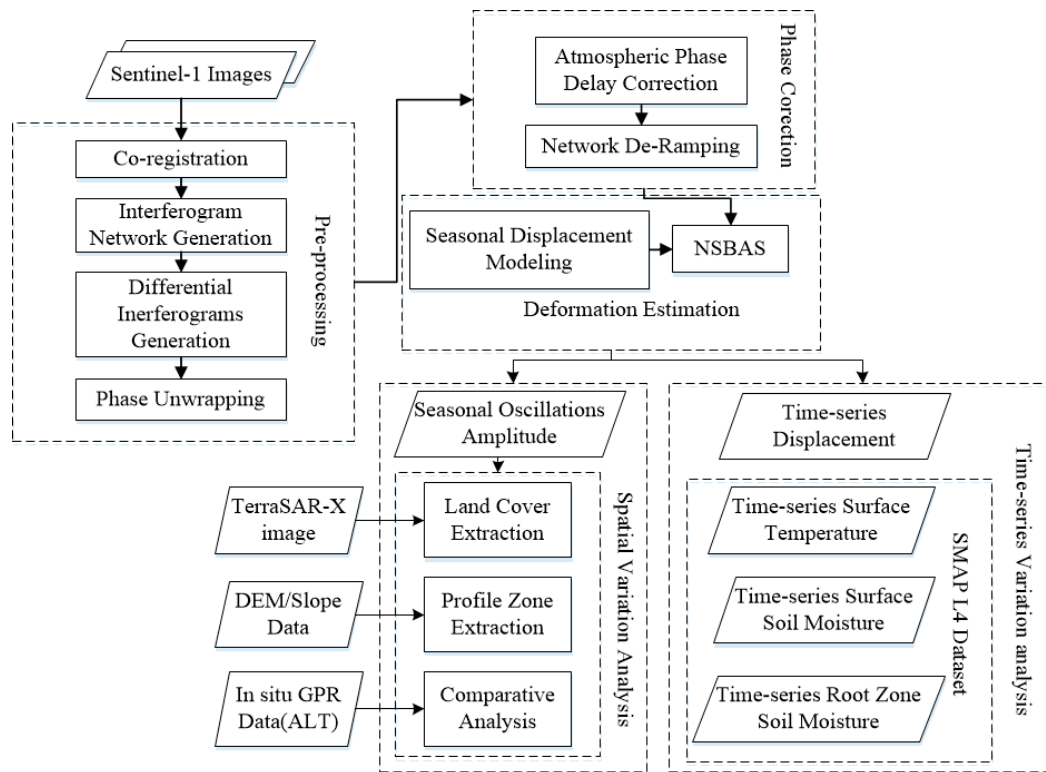 Sentinel-1 Images
Co-registration
Interferogram
Network Generation
Differential
Inerferograms
Generation
Phase Unwrapping
Pre-processing
Atmospheric Phase
Delay Correction
Network De-Ramping
Phase Corection
Seasonal Displacement
Modeling
NSBAS
Deformation Estimation
Seasonal Oscillations
Amplitude
TerraSAR-X
image
Land Cover
Extraction
DEM/Slope
Data
Profile Zone
Extraction
In situ GPR
Data(ALT)
Comparative
Analysis
Spatial Variation Analysis
Time-series
Displacement
Time-series Surface
Temperature
Time-series Surface
Soil Moisture
Time-series Root Zone
Soil Moisture
SMAP L4 Dataset
Time-series Variation analysis